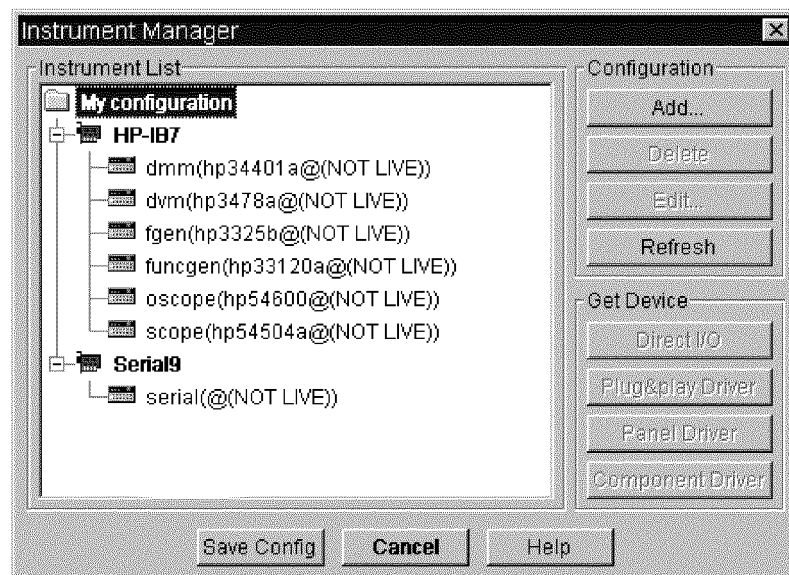 Instrument Manager
Instrument List
My configuration
HP-IB7
dmm(hp34401a@(NOT LIVE))
dvm(hp3478a@(NOT LIVE))
fgen(hp3325b@(NOT LIVE))
funcgen(hp33120a@(NOT LIVE))
oscope(hp54600@(NOT LIVE))
scope(hp54504a@(NOT LIVE))
Serial9
serial(@(NOT LIVE))
Configuration
Add...
Delete
Edit...
Refresh
Get Device
Direct I/O
Plug&play Driver
Panel Driver
Component Driver
Save Config
Cancel
Help